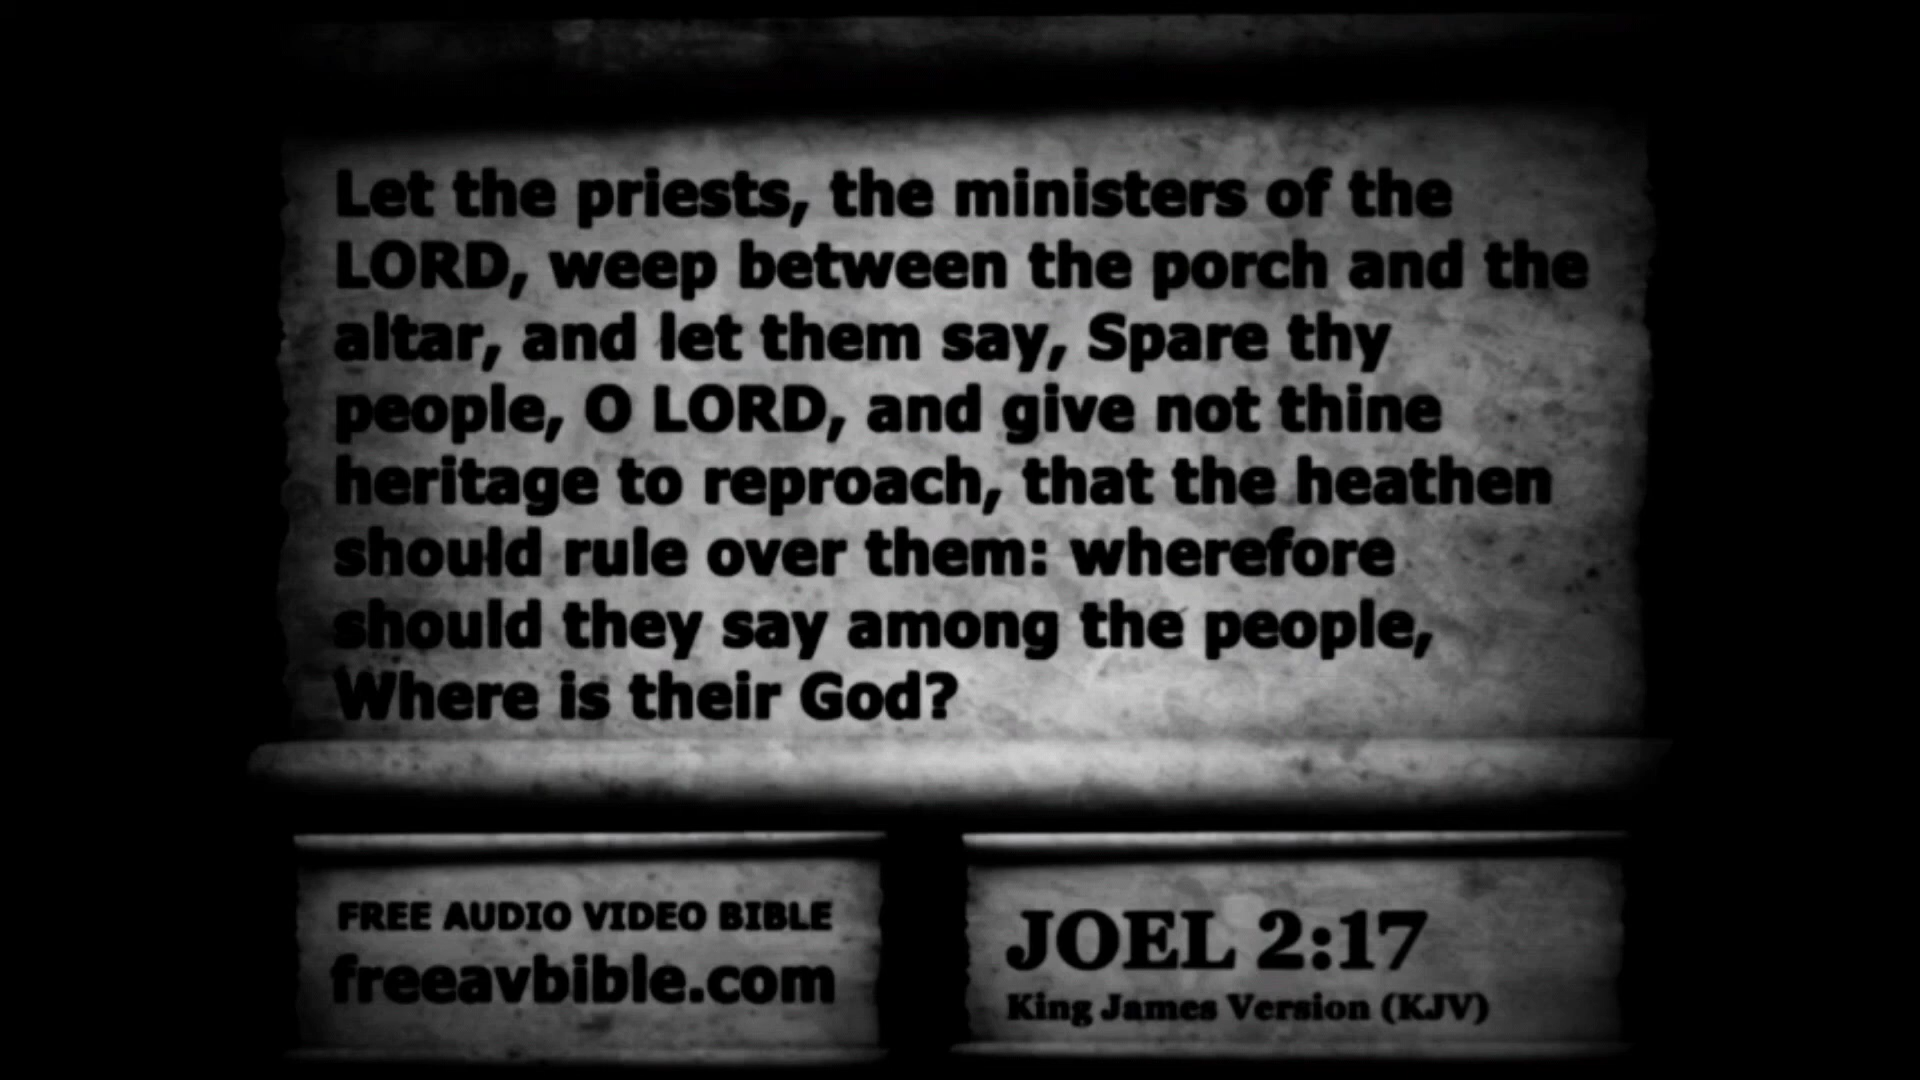 Let the priests, the ministers of the
LORD, weep between the porch and the
altar, and let them say, Spare thy
people, O LORD, and give not thine
heritage to reproach, that the heathen
should rule over them: wherefore
should they say among the people,
Where is their God?
FREE AUDIO VIDEO BIBLE
freeavbible.com
JOEL 2:17
King James Version (KJV)